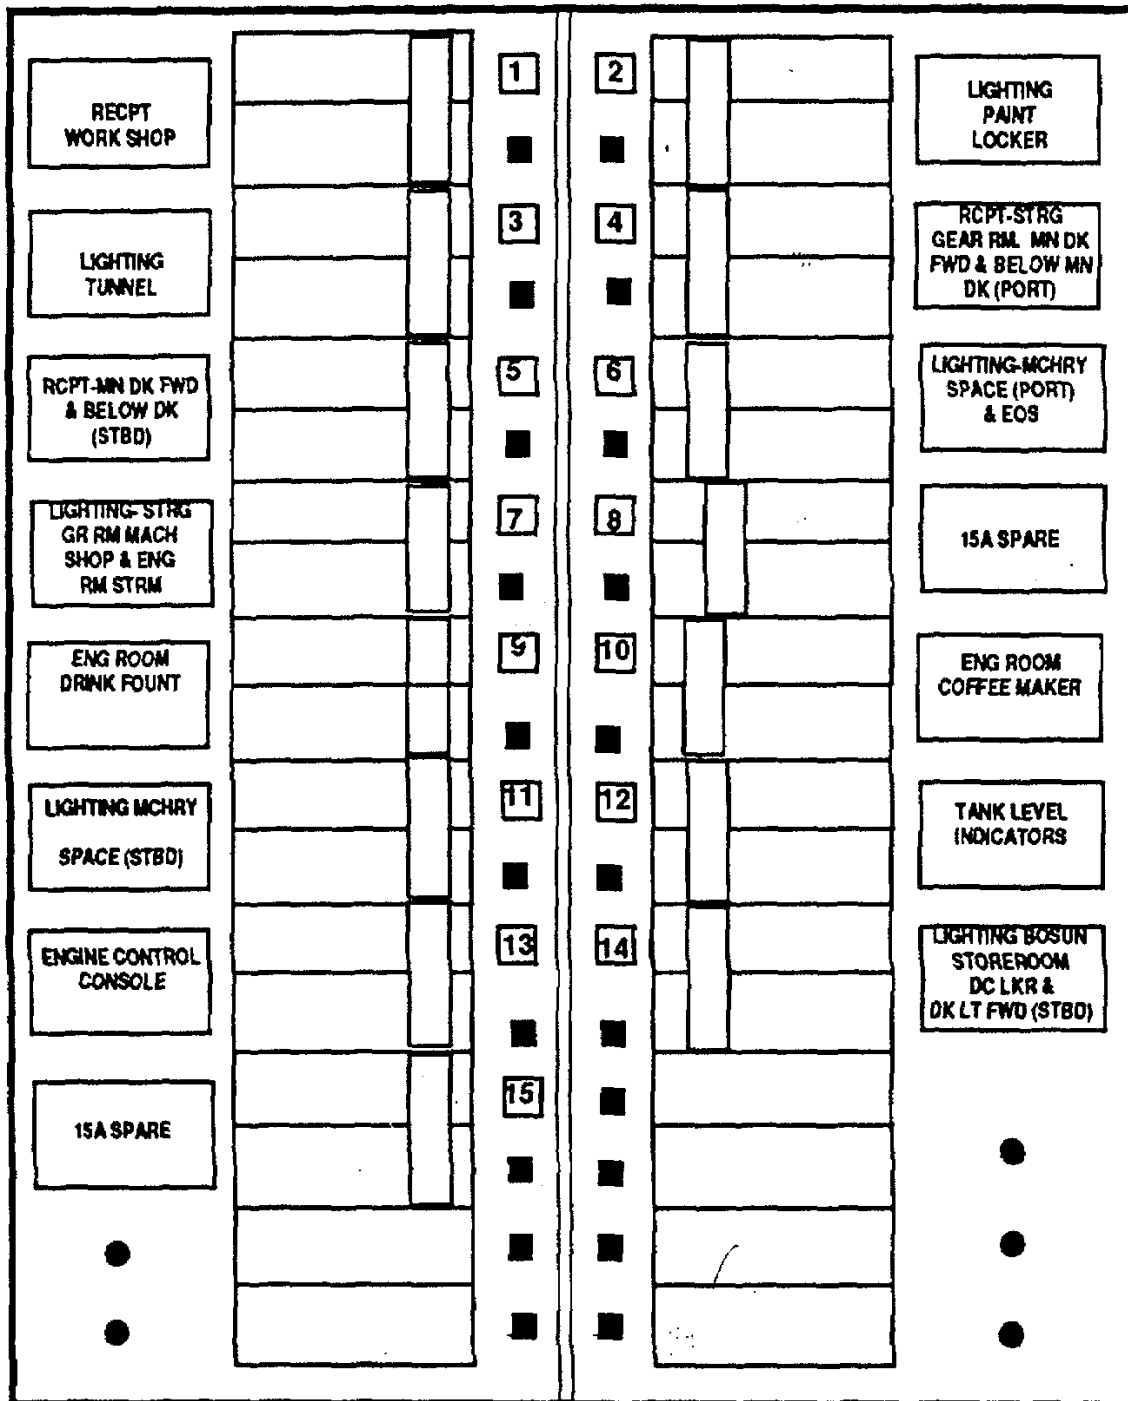 RECPT
WORK SHOP
1
2
LIGHTING
PAINT
LOCKER
LIGHTING
TUNNEL
3
4
RCPT-STRG
GEAR RM. MN DK
FWD & BELOW MN
DK (PORT)
RCPT-MN DK FWD
& BELOW DK
(STBD)
5
6
LIGHTING-MCHRY
SPACE (PORT)
& EOS
LIGHTING- STRG
GR RM MACH
SHOP & ENG
RM STRM
7
8
15A SPARE
ENG ROOM
DRINK FOUNT
9
10
ENG ROOM
COFFEE MAKER
LIGHTING MCHRY
SPACE (STBD)
11
12
TANK LEVEL
INDICATORS
ENGINE CONTROL
CONSOLE
13
14
LIGHTING BOSUN
STOREROOM
DC LKR &
DK LT FWD (STBD)
15A SPARE
15